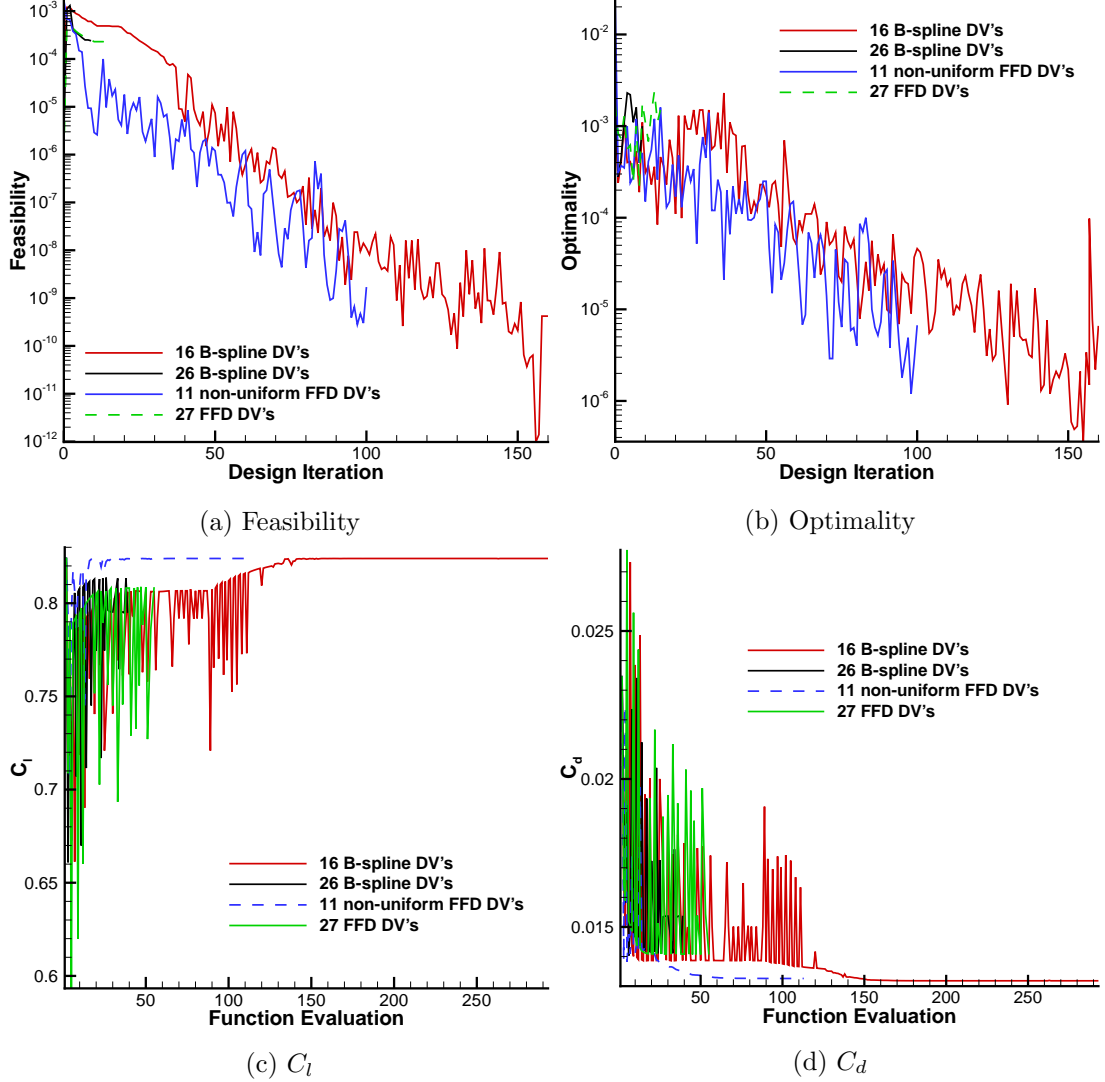 10^-3
10^-4
10^-5
10^-6
10^-7
10^-8
10^-9
10^-10
10^-11
10^-12
Feasibility
16 B-spline DV's
26 B-spline DV's
11 non-uniform FFD DV's
27 FFD DV's
0 50 100 150
Design Iteration
(a) Feasibility
10^-2
10^-3
10^-4
10^-5
10^-6
Optimality
16 B-spline DV's
26 B-spline DV's
11 non-uniform FFD DV's
27 FFD DV's
0 50 100 150
Design Iteration
(b) Optimality
0.8
0.75
0.7
0.65
0.6
C_l
16 B-spline DV's
26 B-spline DV's
11 non-uniform FFD DV's
27 FFD DV's
50 100 150 200 250
Function Evaluation
(c) C_l
0.025
0.02
0.015
C_d
16 B-spline DV's
26 B-spline DV's
11 non-uniform FFD DV's
27 FFD DV's
50 100 150 200 250
Function Evaluation
(d) C_d